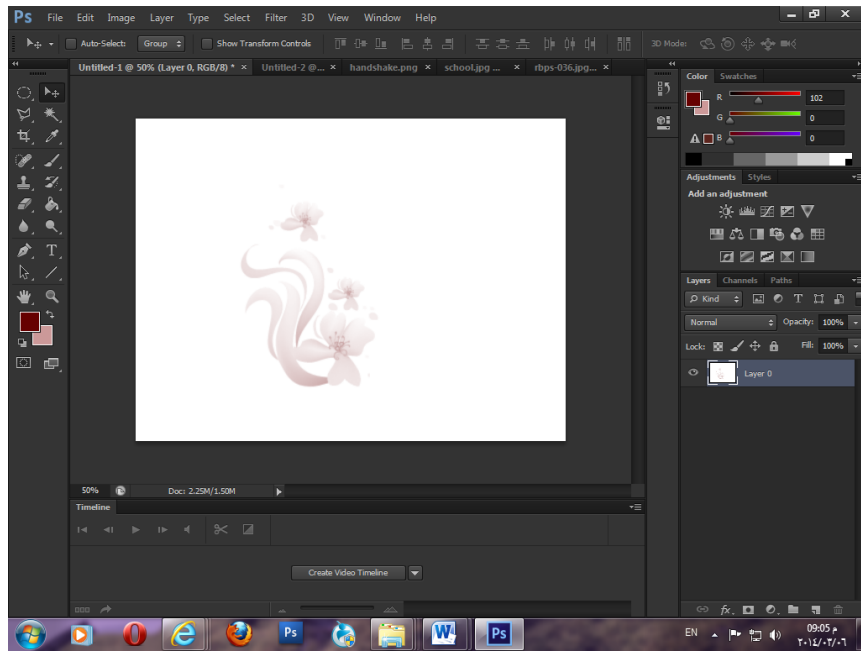 Ps File Edit Image Layer Type Select Filter 3D View Window Help
Auto-Select: Group Show Transform Controls 3D Mode:
Untitled-1 @ 50% (Layer 0, RGB/8) * × Untitled-2 @... × handshake.png × school.jpg ... × rbps-036.jpg... ×
Color Swatches
R 102
G 0
B 0
Adjustments Styles
Add an adjustment
Layers Channels Paths
Kind
Normal Opacity: 100%
Lock: Fill: 100%
Layer 0
50% Doc: 2.25M/1.50M
Timeline
Create Video Timeline
fx
Ps W Ps EN 09:05 م
٢٠١٤/٠٣/٠٦